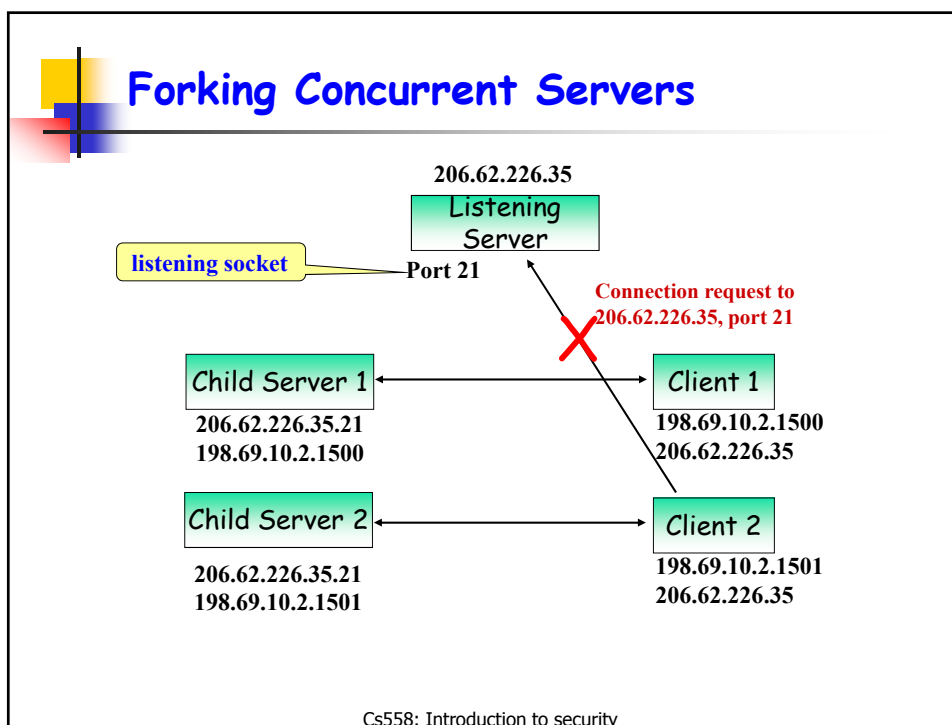 Forking Concurrent Servers
206.62.226.35
Listening
Server
listening socket
Port 21
Connection request to
206.62.226.35, port 21
Child Server 1
Client 1
206.62.226.35.21
198.69.10.2.1500
198.69.10.2.1500
206.62.226.35
Child Server 2
Client 2
206.62.226.35.21
198.69.10.2.1501
198.69.10.2.1501
206.62.226.35
Cs558: Introduction to security